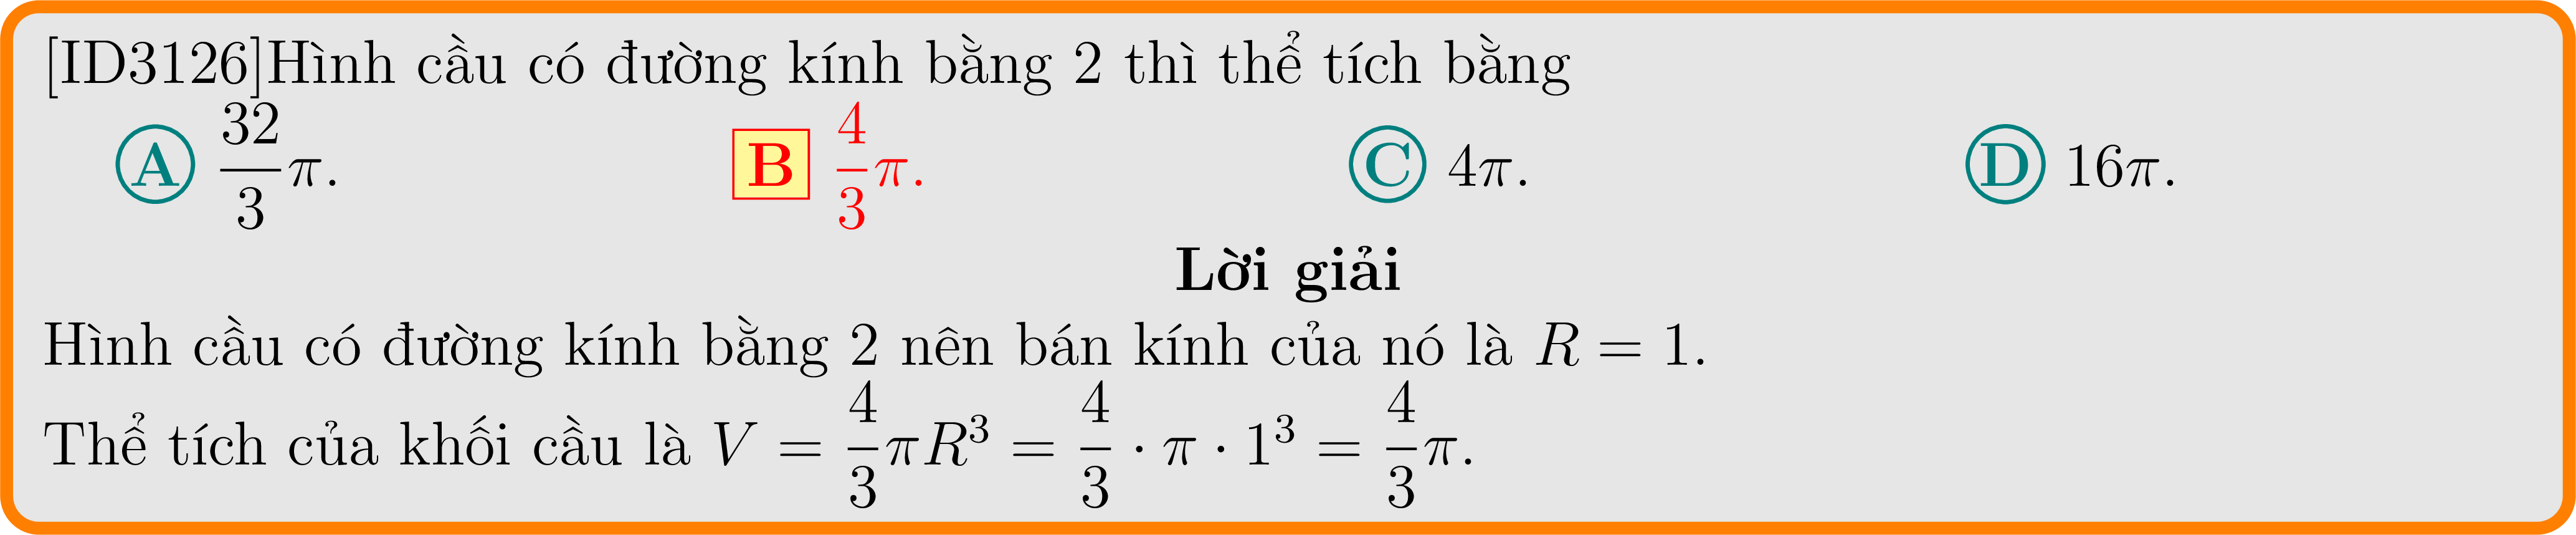 [ID3126]Hình cầu có đường kính bằng 2 thì thể tích bằng
A $\frac{32}{3}\pi$. B $\frac{4}{3}\pi$. C $4\pi$. D $16\pi$.
Lời giải
Hình cầu có đường kính bằng 2 nên bán kính của nó là $R = 1$.
Thể tích của khối cầu là $V = \frac{4}{3}\pi R^3 = \frac{4}{3} \cdot \pi \cdot 1^3 = \frac{4}{3}\pi$.